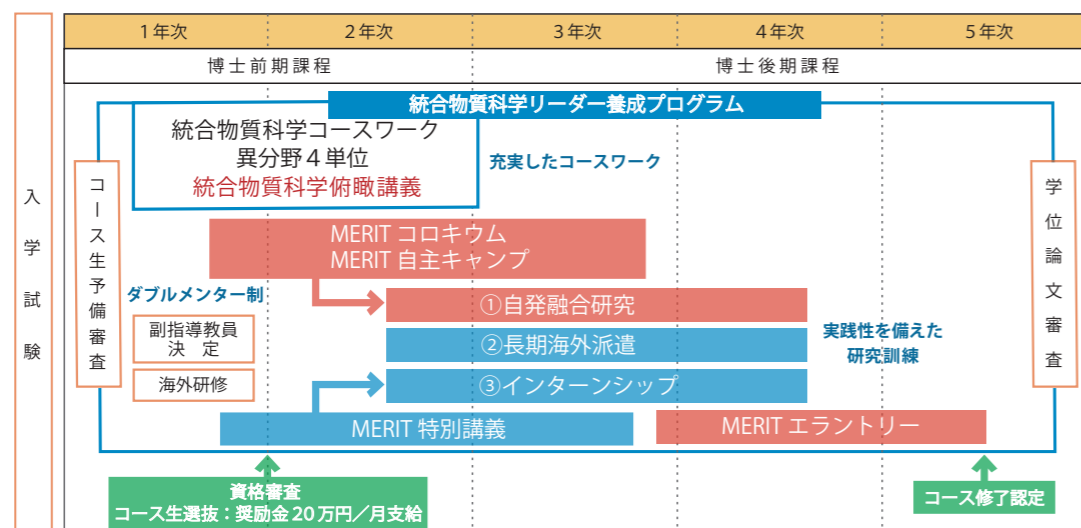 1年次
2年次
3年次
4年次
5年次
博士前期課程
博士後期課程
入学試験
統合物質科学リーダー養成プログラム
統合物質科学コースワーク
異分野4単位
統合物質科学俯瞰講義
充実したコースワーク
コース生予備審査
MERIT コロキウム
MERIT 自主キャンプ
ダブルメンター制
副指導教員
決 定
海外研修
①自発融合研究
②長期海外派遣
③インターンシップ
実践性を備えた
研究訓練
学位論文審査
MERIT 特別講義
MERIT エラントリー
資格審査
コース生選抜：奨励金20万円／月支給
コース修了認定